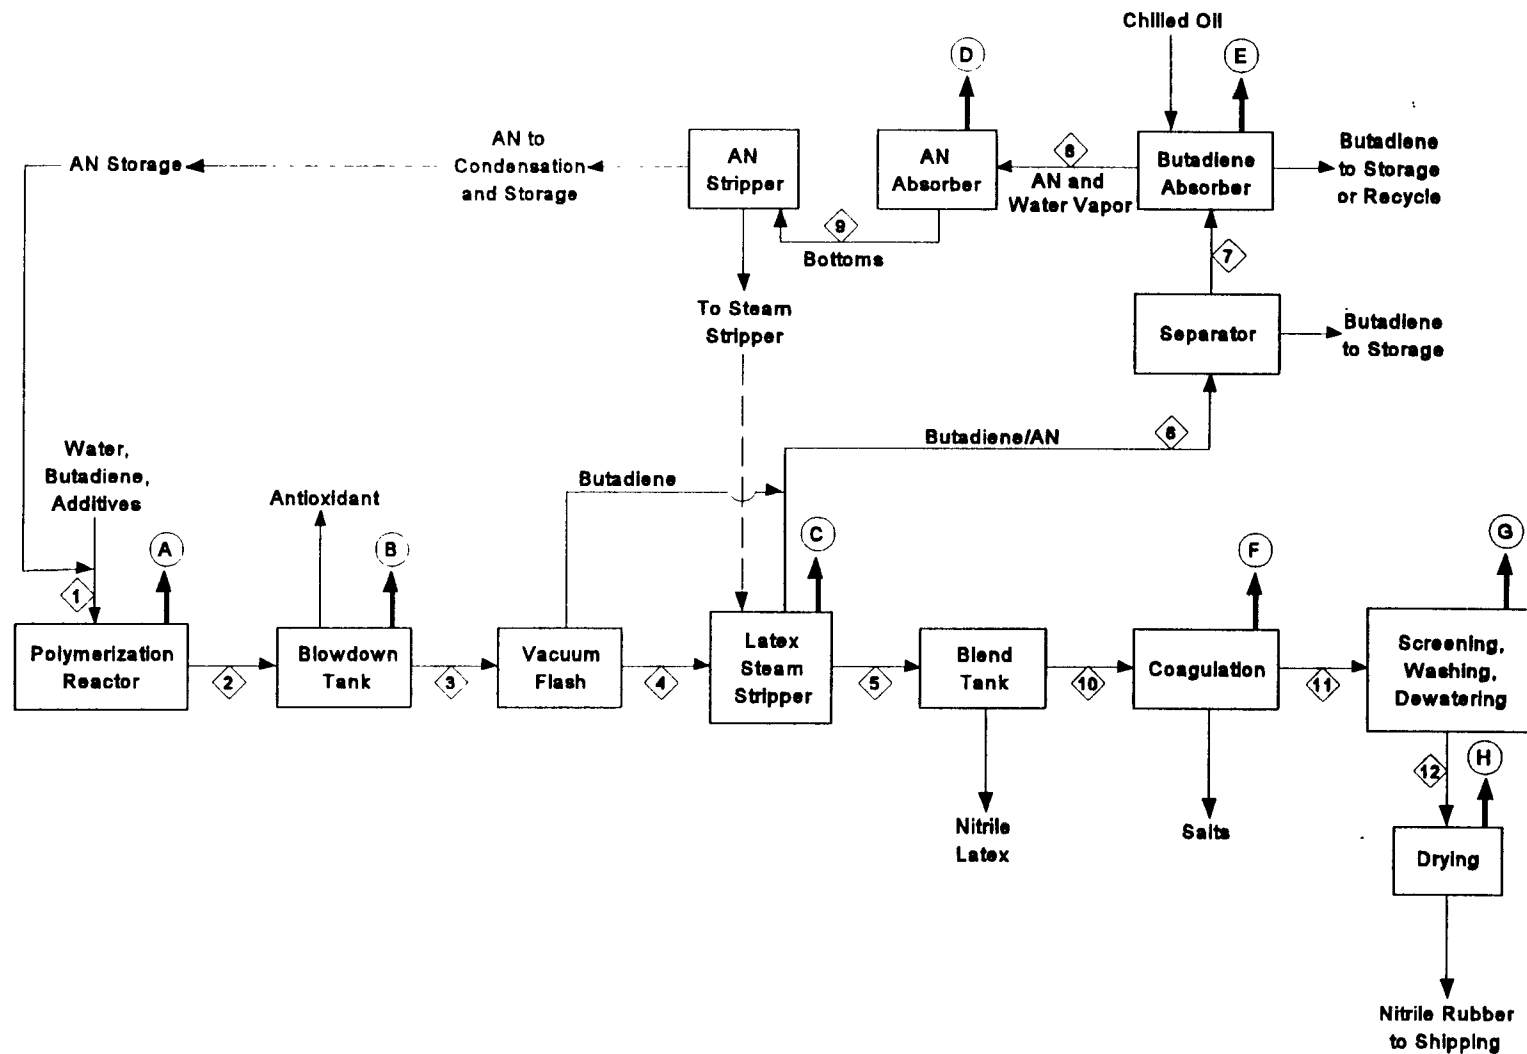 Chilled Oil
D
E
AN Storage
AN to
Condensation
and Storage
AN
Stripper
AN
Absorber
8
AN and
Water Vapor
Butadiene
Absorber
Butadiene
to Storage
or Recycle
9
Bottoms
7
To Steam
Stripper
Separator
Butadiene
to Storage
Water,
Butadiene,
Additives
Antioxidant
Butadiene
Butadiene/AN
6
A
B
C
F
G
1
Polymerization
Reactor
2
Blowdown
Tank
3
Vacuum
Flash
4
Latex
Steam
Stripper
5
Blend
Tank
10
Coagulation
11
Screening,
Washing,
Dewatering
12
H
Nitrile
Latex
Salts
Drying
Nitrile Rubber
to Shipping